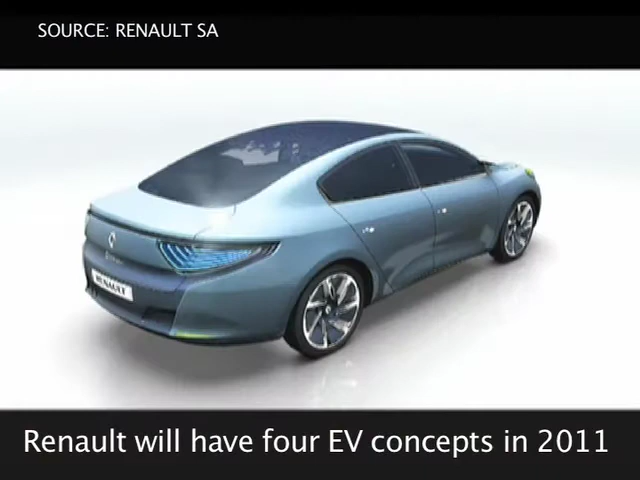 SOURCE: RENAULT SA
RENAULT
Renault will have four EV concepts in 2011